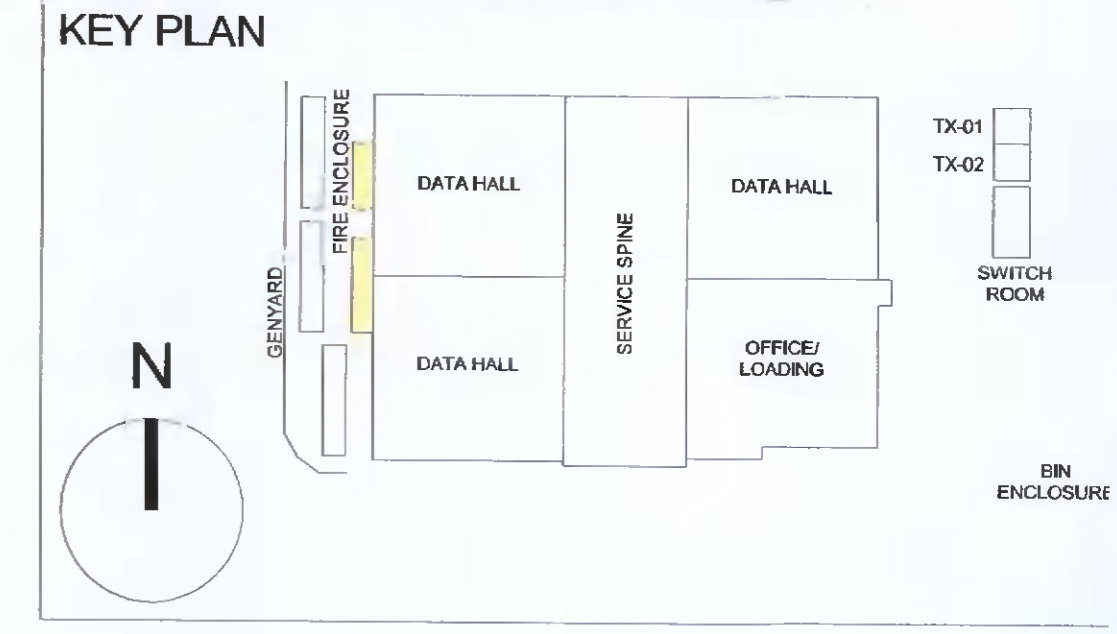 KEY PLAN
FIRE ENCLOSURE
GENYARD
DATA HALL
DATA HALL
SERVICE SPINE
DATA HALL
OFFICE/
LOADING
TX-01
TX-02
SWITCH
ROOM
BIN
ENCLOSURE
N